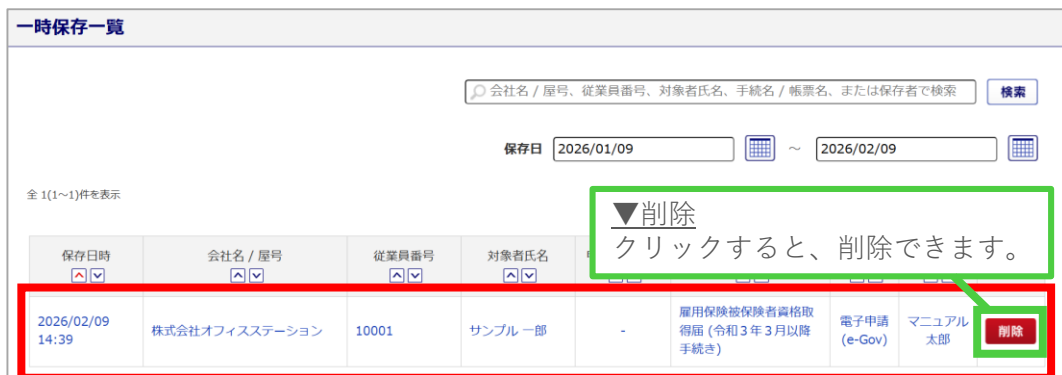 一時保存一覧
会社名 / 屋号、従業員番号、対象者氏名、手続名 / 帳票名、または保存者で検索
検索
保存日 2026/01/09 ～ 2026/02/09
全 1(1～1)件を表示
▼削除
クリックすると、削除できます。
保存日時 会社名 / 屋号 従業員番号 対象者氏名
2026/02/09
14:39
株式会社オフィスステーション
10001
サンプル 一郎
-
雇用保険被保険者資格取
得届 (令和３年３月以降
手続き)
電子申請
(e-Gov)
マニュアル
太郎
削除